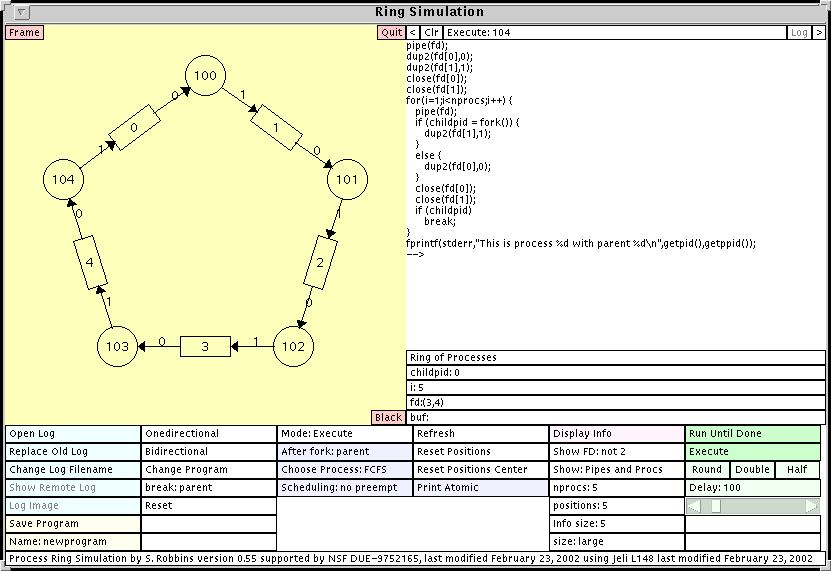 Ring Simulation
Frame
Quit < Clr Execute: 104 Log >
100
0 1
0 1
1 0
104 101
0 1
4 2
1 0
103 0 3 1 102
Black
pipe(fd);
dup2(fd[0],0);
dup2(fd[1],1);
close(fd[0]);
close(fd[1]);
for(i=1;i<nprocs;i++) {
pipe(fd);
if (childpid = fork()) {
dup2(fd[1],1);
}
else {
dup2(fd[0],0);
}
close(fd[0]);
close(fd[1]);
if (childpid)
break;
}
fprintf(stderr,"This is process %d with parent %d\n",getpid(),getppid());
-->
Ring of Processes
childpid: 0
i: 5
fd:(3,4)
buf:
Open Log Onedirectional Mode: Execute Refresh Display Info Run Until Done
Replace Old Log Bidirectional After fork: parent Reset Positions Show FD: not 2 Execute
Change Log Filename Change Program Choose Process: FCFS Reset Positions Center Show: Pipes and Procs Round Double Half
Show Remote Log break: parent Scheduling: no preempt Print Atomic nprocs: 5 Delay: 100
Log Image Reset positions: 5
Save Program Info size: 5
Name: newprogram size: large
Process Ring Simulation by S. Robbins version 0.55 supported by NSF DUE-9752165, last modified February 23, 2002 using Jeli L148 last modified February 23, 2002